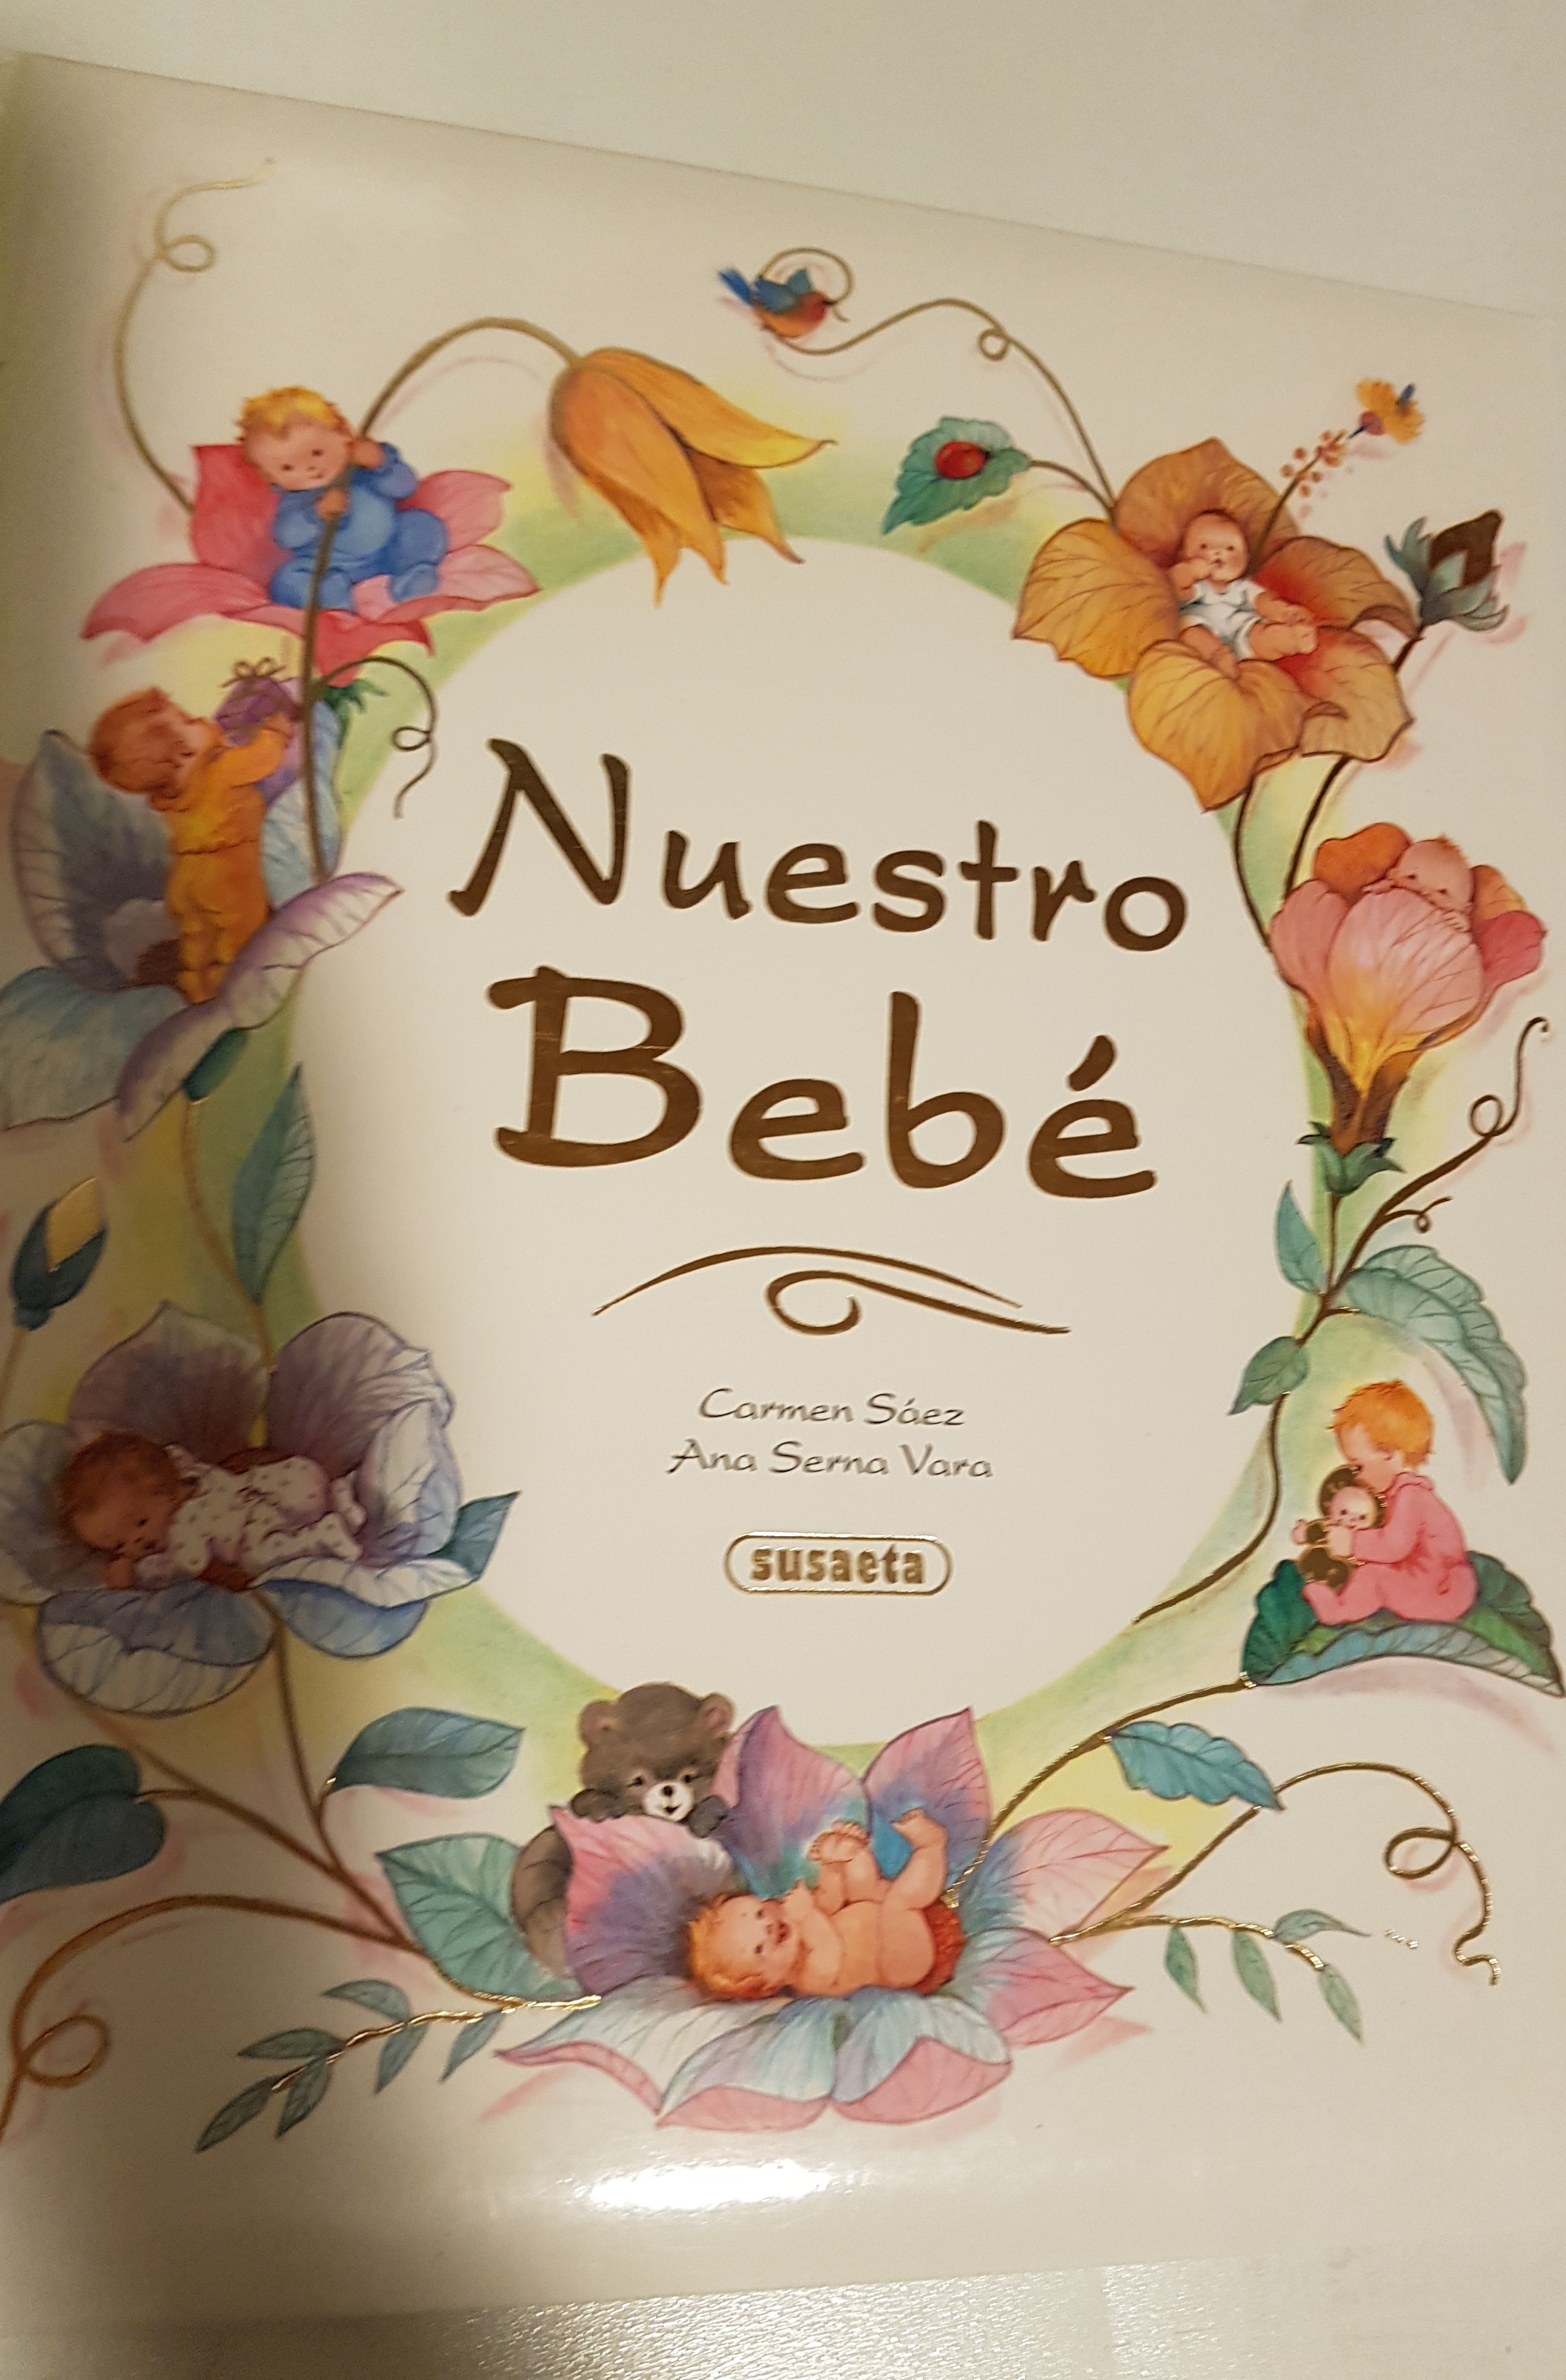 Nuestro
Bebé
Carmen Sáez
Ana Serna Vara
susaeta